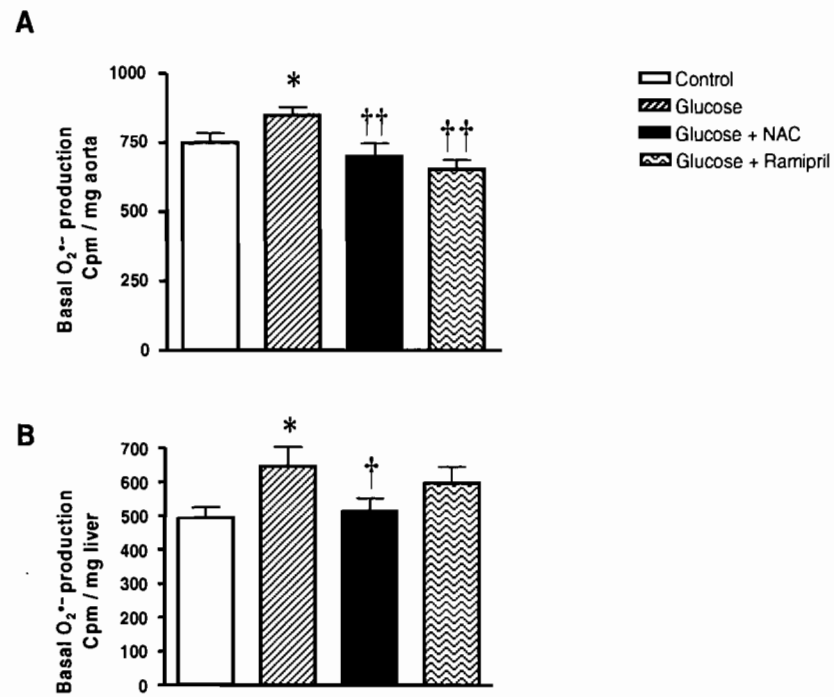 A
1000
750
500
250
0
Basal O₂•− production
Cpm / mg aorta
*
††
††
Control
Glucose
Glucose + NAC
Glucose + Ramipril
B
700
600
500
400
300
200
100
0
Basal O₂•− production
Cpm / mg liver
*
†